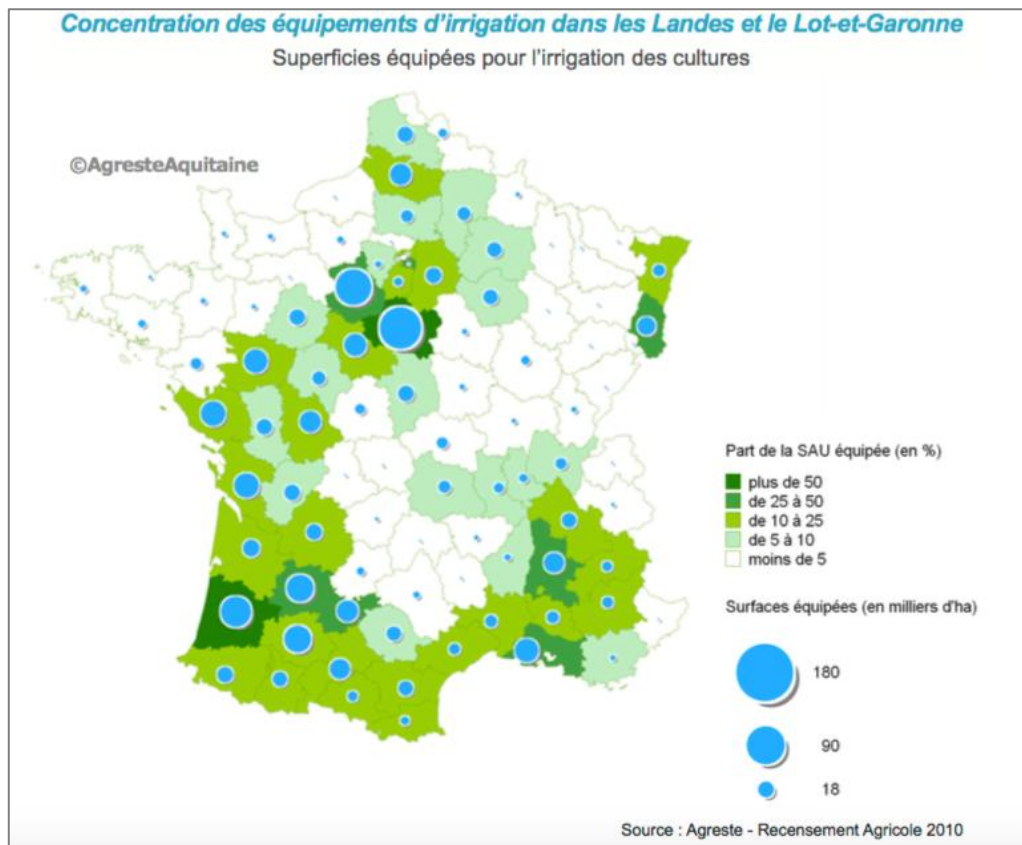 Concentration des équipements d'irrigation dans les Landes et le Lot-et-Garonne
Superficies équipées pour l'irrigation des cultures
©AgresteAquitaine
Part de la SAU équipée (en %)
plus de 50
de 25 à 50
de 10 à 25
de 5 à 10
moins de 5
Surfaces équipées (en milliers d'ha)
180
90
18
Source : Agreste - Recensement Agricole 2010